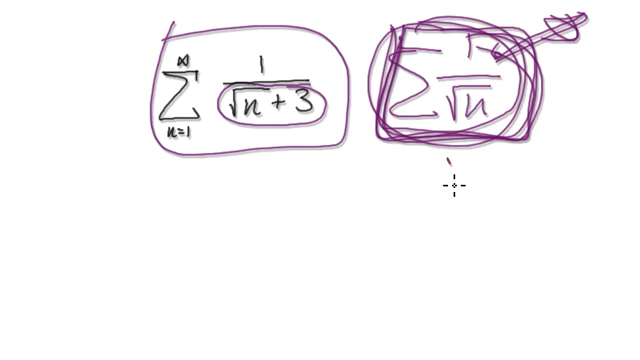 ∞ 1 1
∑ ——— ∑ ——
n=1 √n + 3 √n